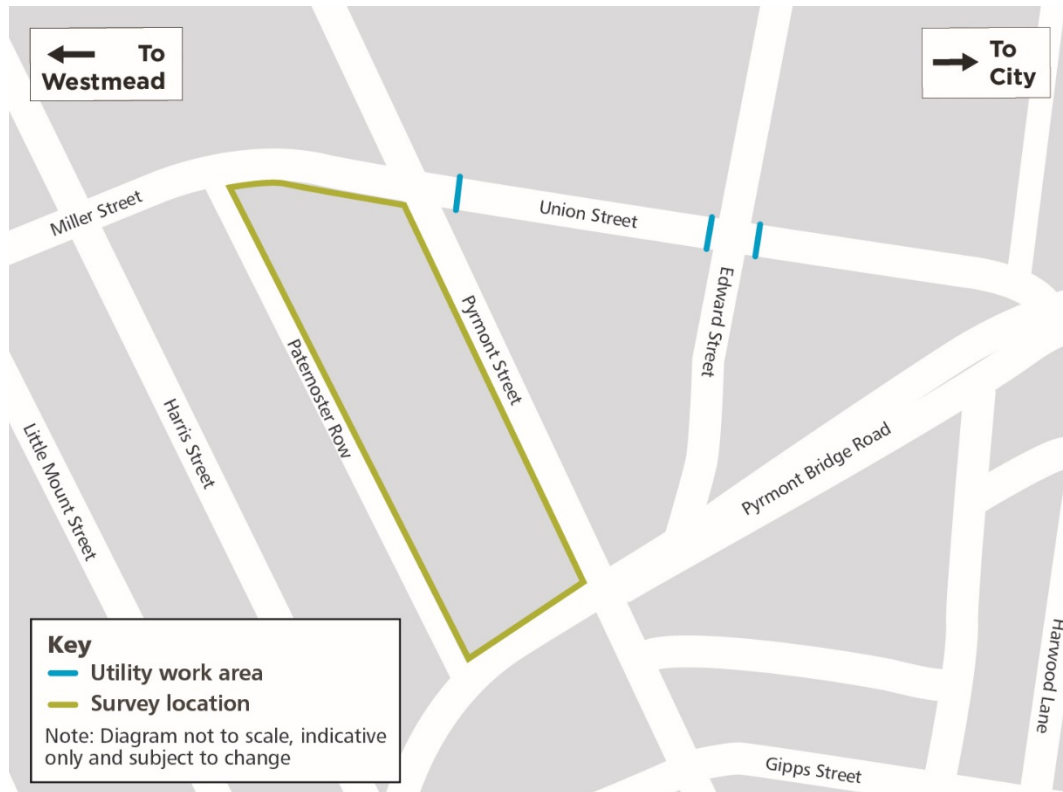 To
Westmead
To
City
Miller Street
Union Street
Edward Street
Pyrmont Street
Paternoster Row
Harris Street
Little Mount Street
Pyrmont Bridge Road
Harwood Lane
Gipps Street
Key
Utility work area
Survey location
Note: Diagram not to scale, indicative
only and subject to change